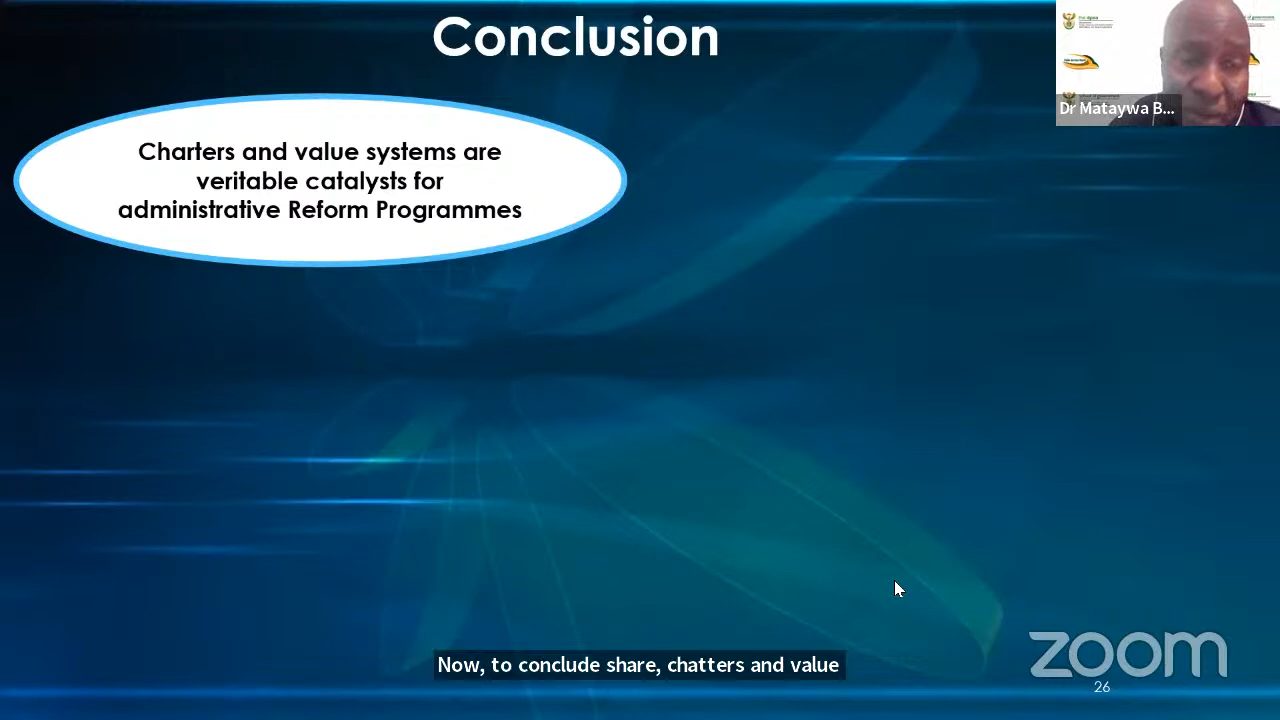 Conclusion
Charters and value systems are
veritable catalysts for
administrative Reform Programmes
Dr Mataywa B...
Now, to conclude share, chatters and value
zoom
26